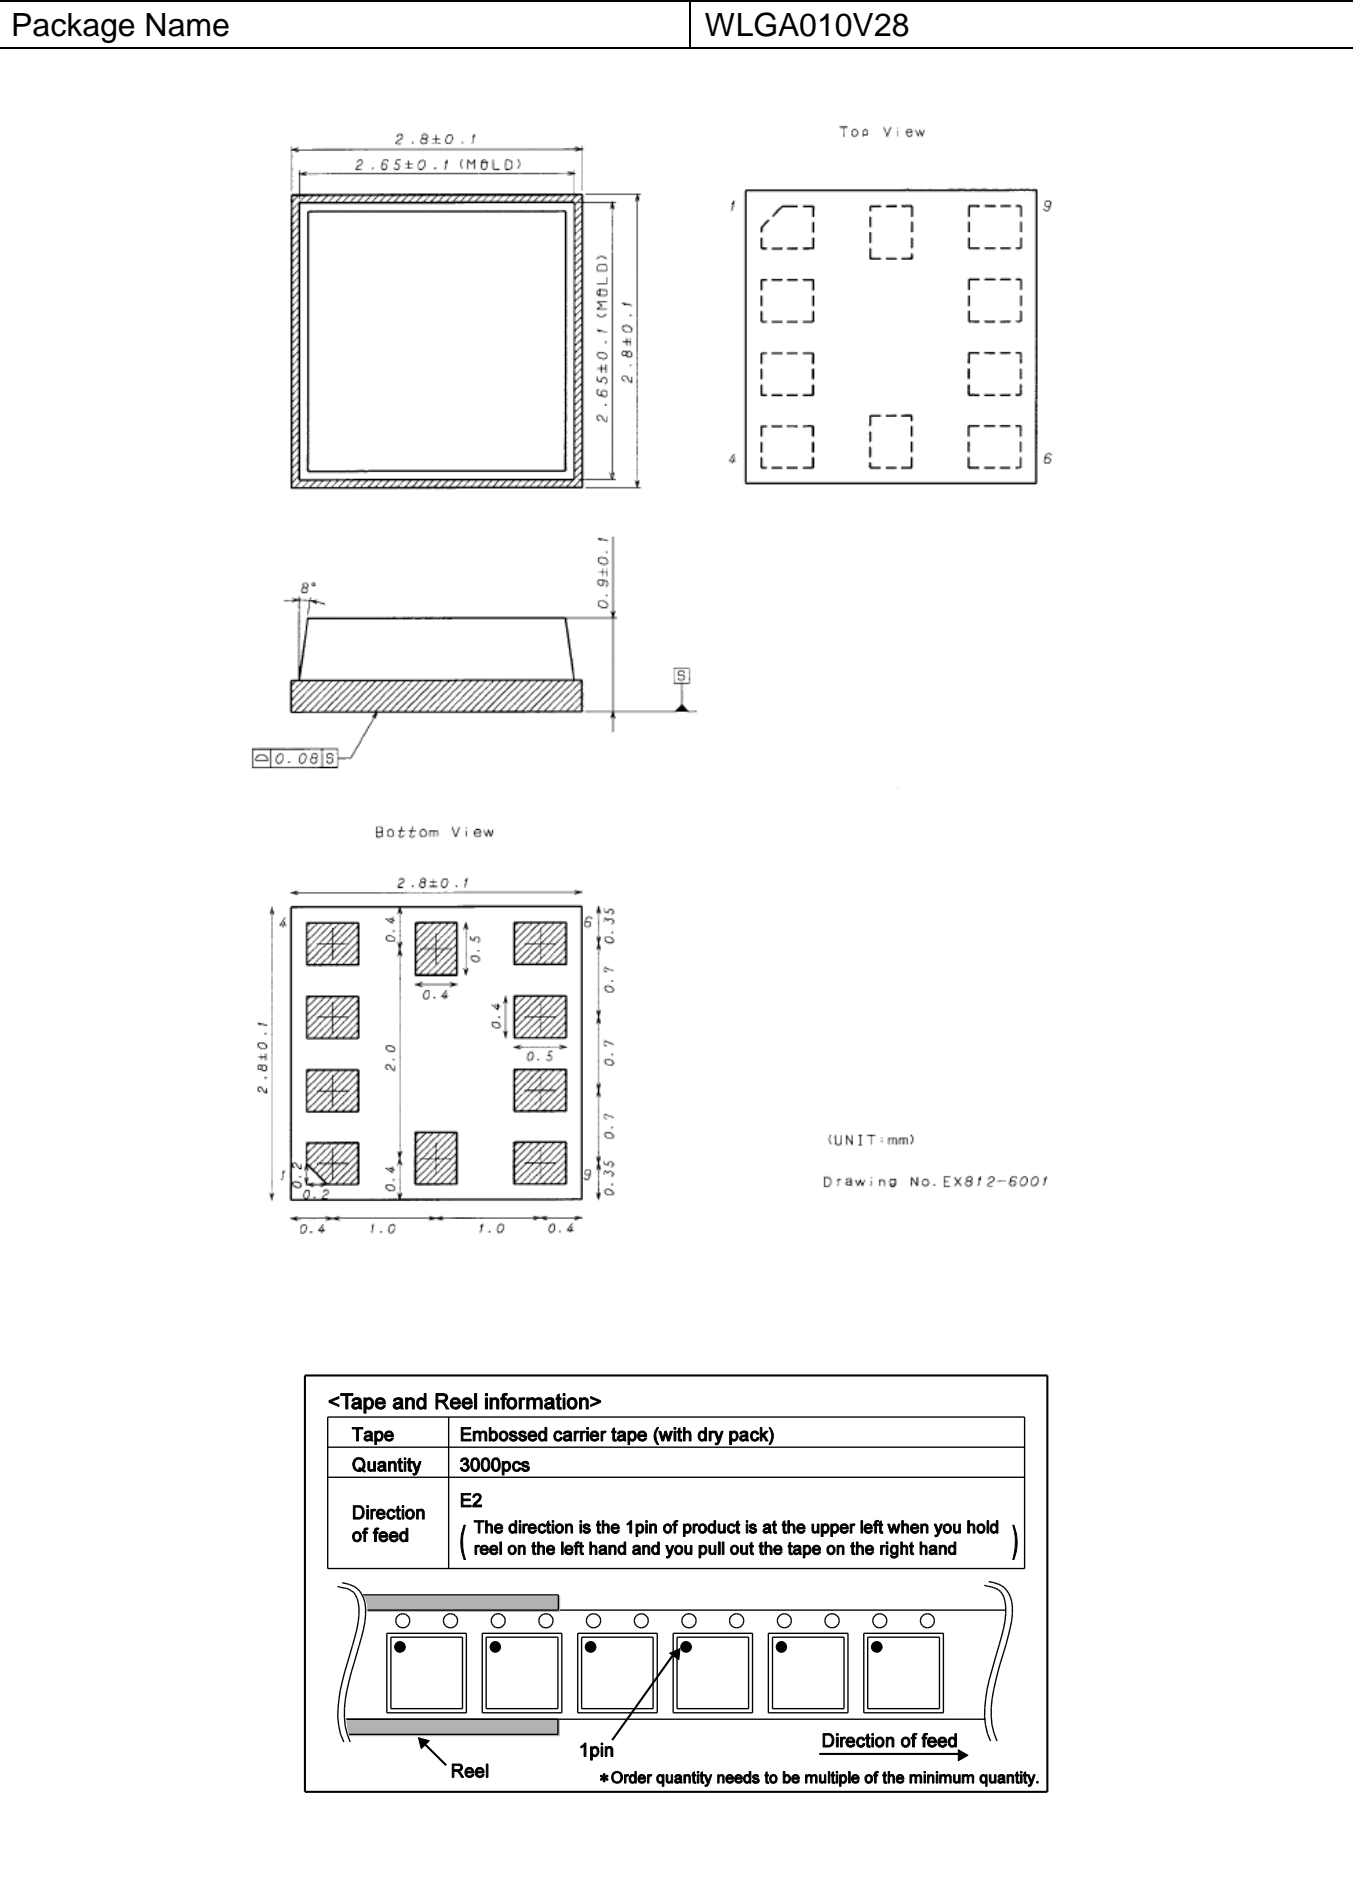 Package Name WLGA010V28
Top View
2.8±0.1
2.65±0.1 (MOLD)
2.65±0.1 (MOLD)
2.8±0.1
1
9
4
6
8°
0.9±0.1
S
0.08 S
Bottom View
2.8±0.1
2.8±0.1
4
6
1
9
0.4
2.0
0.4
0.5
0.4
0.4
0.5
0.35
0.7
0.7
0.7
0.35
0.2
0.2
0.4 1.0 1.0 0.4
(UNIT:mm)
Drawing No. EX812-6001
<Tape and Reel information>
Tape Embossed carrier tape (with dry pack)
Quantity 3000pcs
Direction of feed
E2
( The direction is the 1pin of product is at the upper left when you hold
reel on the left hand and you pull out the tape on the right hand )
Reel
1pin
Direction of feed
*Order quantity needs to be multiple of the minimum quantity.